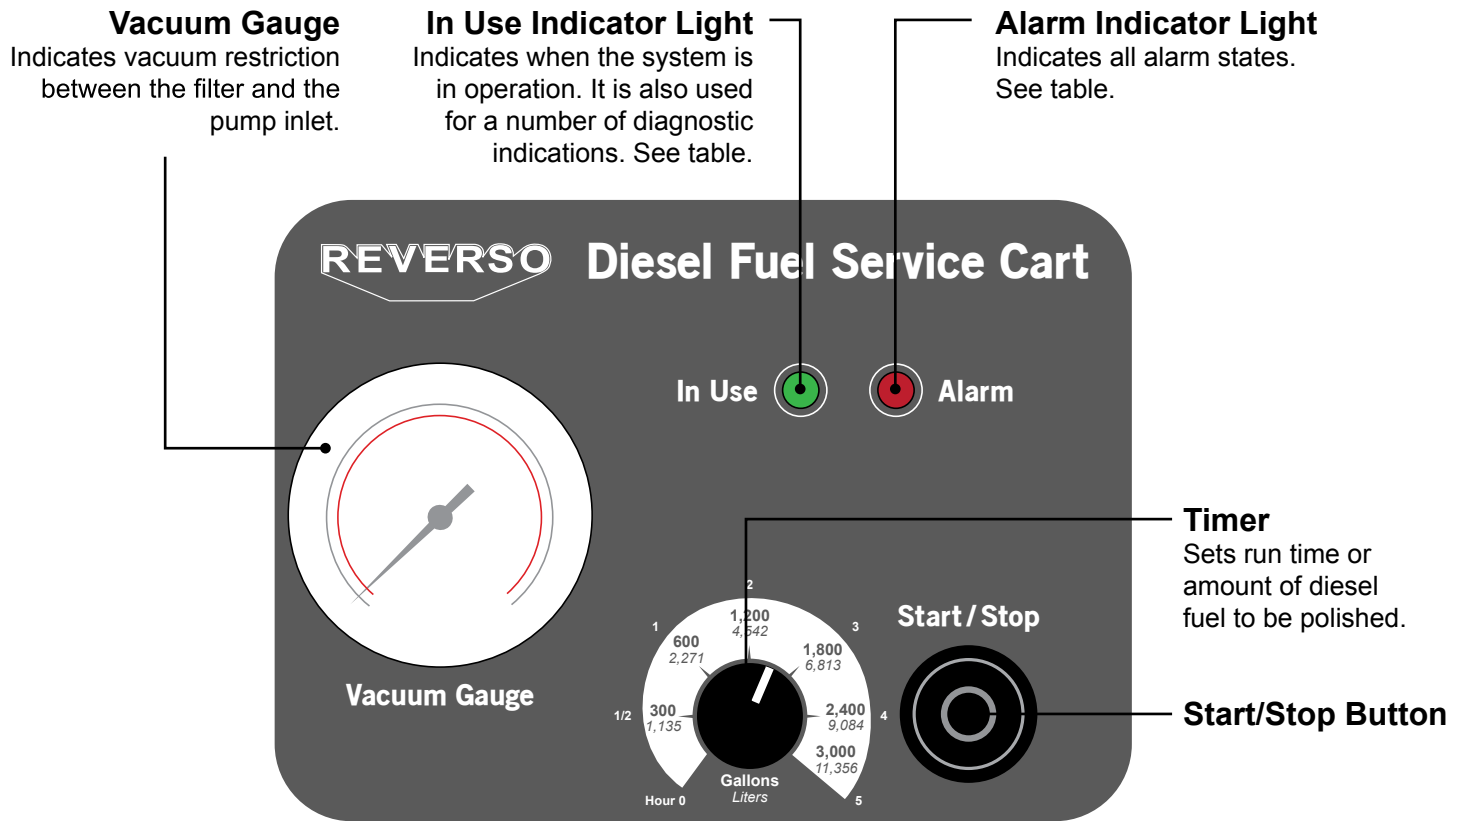 Vacuum Gauge
Indicates vacuum restriction
between the filter and the
pump inlet.
In Use Indicator Light
Indicates when the system is
in operation. It is also used
for a number of diagnostic
indications. See table.
Alarm Indicator Light
Indicates all alarm states.
See table.
REVERSO
Diesel Fuel Service Cart
In Use
Alarm
Vacuum Gauge
Timer
Sets run time or
amount of diesel
fuel to be polished.
2
1,200
4,542
1
600
2,271
3
1,800
6,813
1/2
300
1,135
2,400
9,084
4
3,000
11,356
Gallons
Liters
Hour 0
5
Start / Stop
Start/Stop Button